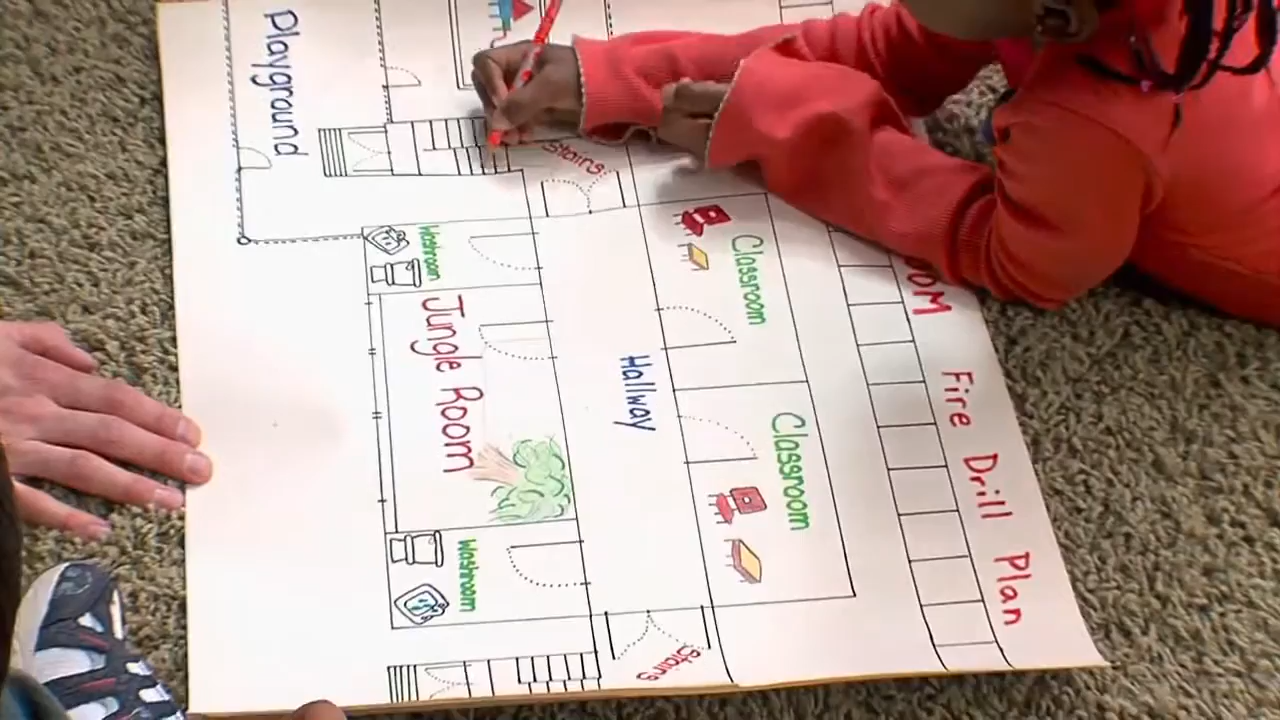 Playground
Stairs
Washroom
Jungle Room
Washroom
Hallway
Classroom
Classroom
Stairs
Fire Drill Plan